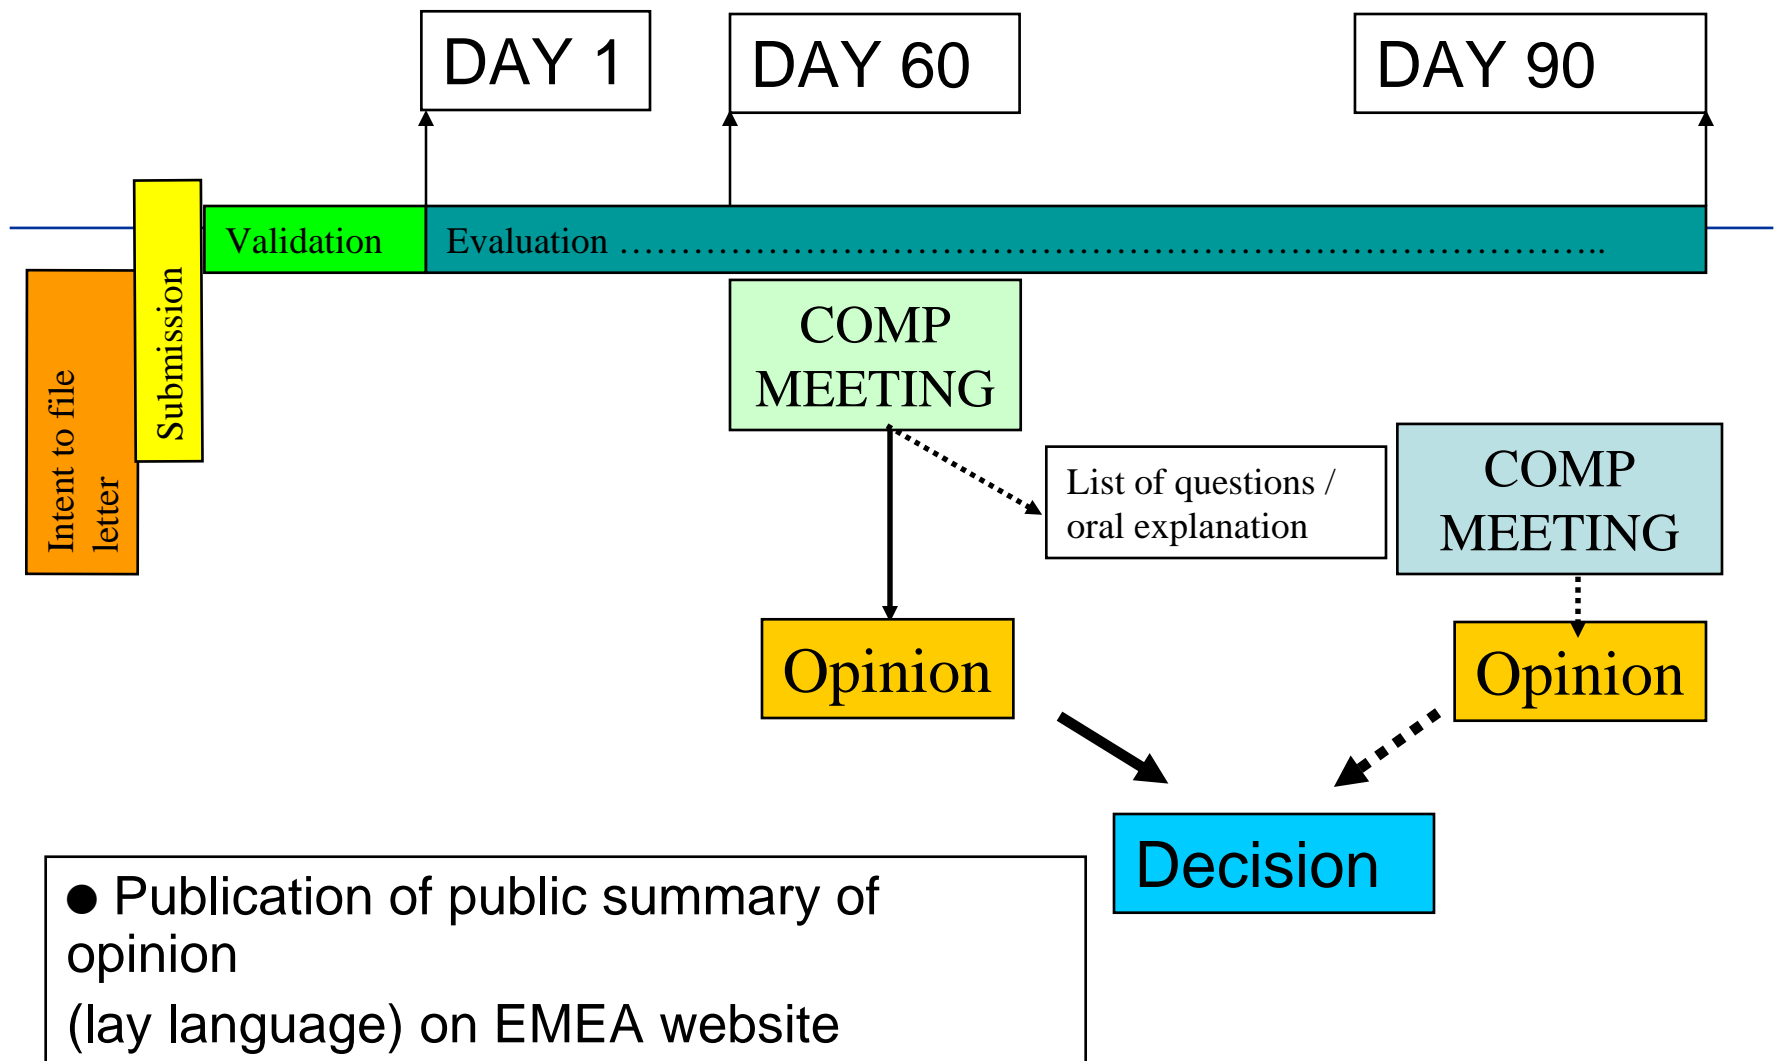 DAY 1
DAY 60
DAY 90
Validation
Evaluation ……………………………………………………………………..
Submission
Intent to file
letter
COMP
MEETING
List of questions /
oral explanation
COMP
MEETING
Opinion
Opinion
Decision
● Publication of public summary of
opinion
(lay language) on EMEA website